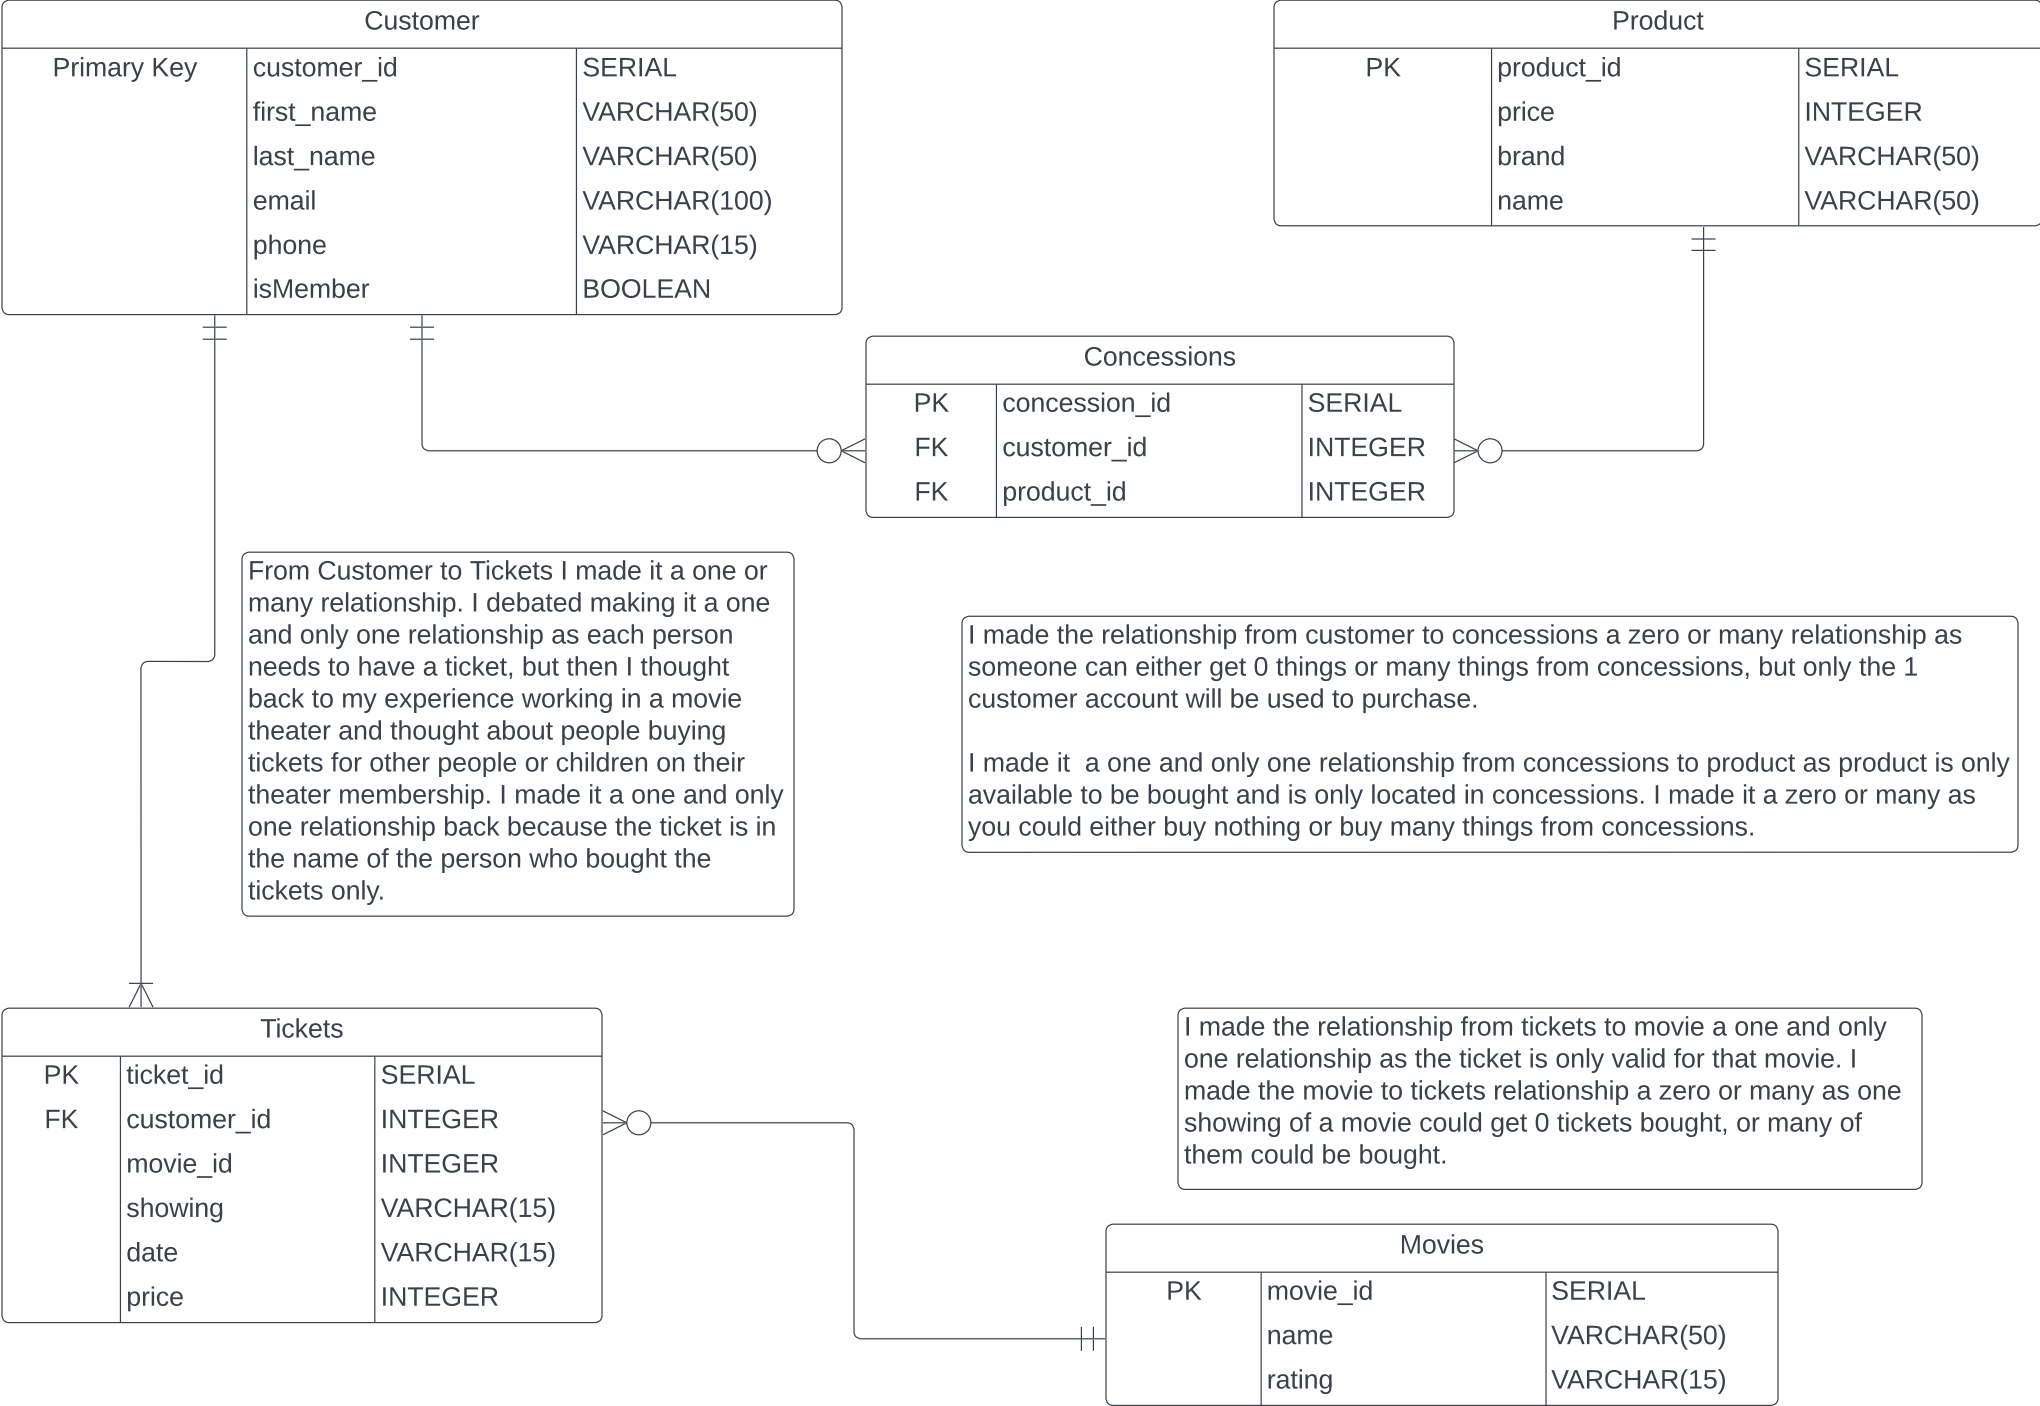 Customer
Primary Key customer_id SERIAL
first_name VARCHAR(50)
last_name VARCHAR(50)
email VARCHAR(100)
phone VARCHAR(15)
isMember BOOLEAN
Product
PK product_id SERIAL
price INTEGER
brand VARCHAR(50)
name VARCHAR(50)
Concessions
PK concession_id SERIAL
FK customer_id INTEGER
FK product_id INTEGER
From Customer to Tickets I made it a one or
many relationship. I debated making it a one
and only one relationship as each person
needs to have a ticket, but then I thought
back to my experience working in a movie
theater and thought about people buying
tickets for other people or children on their
theater membership. I made it a one and only
one relationship back because the ticket is in
the name of the person who bought the
tickets only.
I made the relationship from customer to concessions a zero or many relationship as
someone can either get 0 things or many things from concessions, but only the 1
customer account will be used to purchase.
I made it  a one and only one relationship from concessions to product as product is only
available to be bought and is only located in concessions. I made it a zero or many as
you could either buy nothing or buy many things from concessions.
Tickets
PK ticket_id SERIAL
FK customer_id INTEGER
movie_id INTEGER
showing VARCHAR(15)
date VARCHAR(15)
price INTEGER
I made the relationship from tickets to movie a one and only
one relationship as the ticket is only valid for that movie. I
made the movie to tickets relationship a zero or many as one
showing of a movie could get 0 tickets bought, or many of
them could be bought.
Movies
PK movie_id SERIAL
name VARCHAR(50)
rating VARCHAR(15)